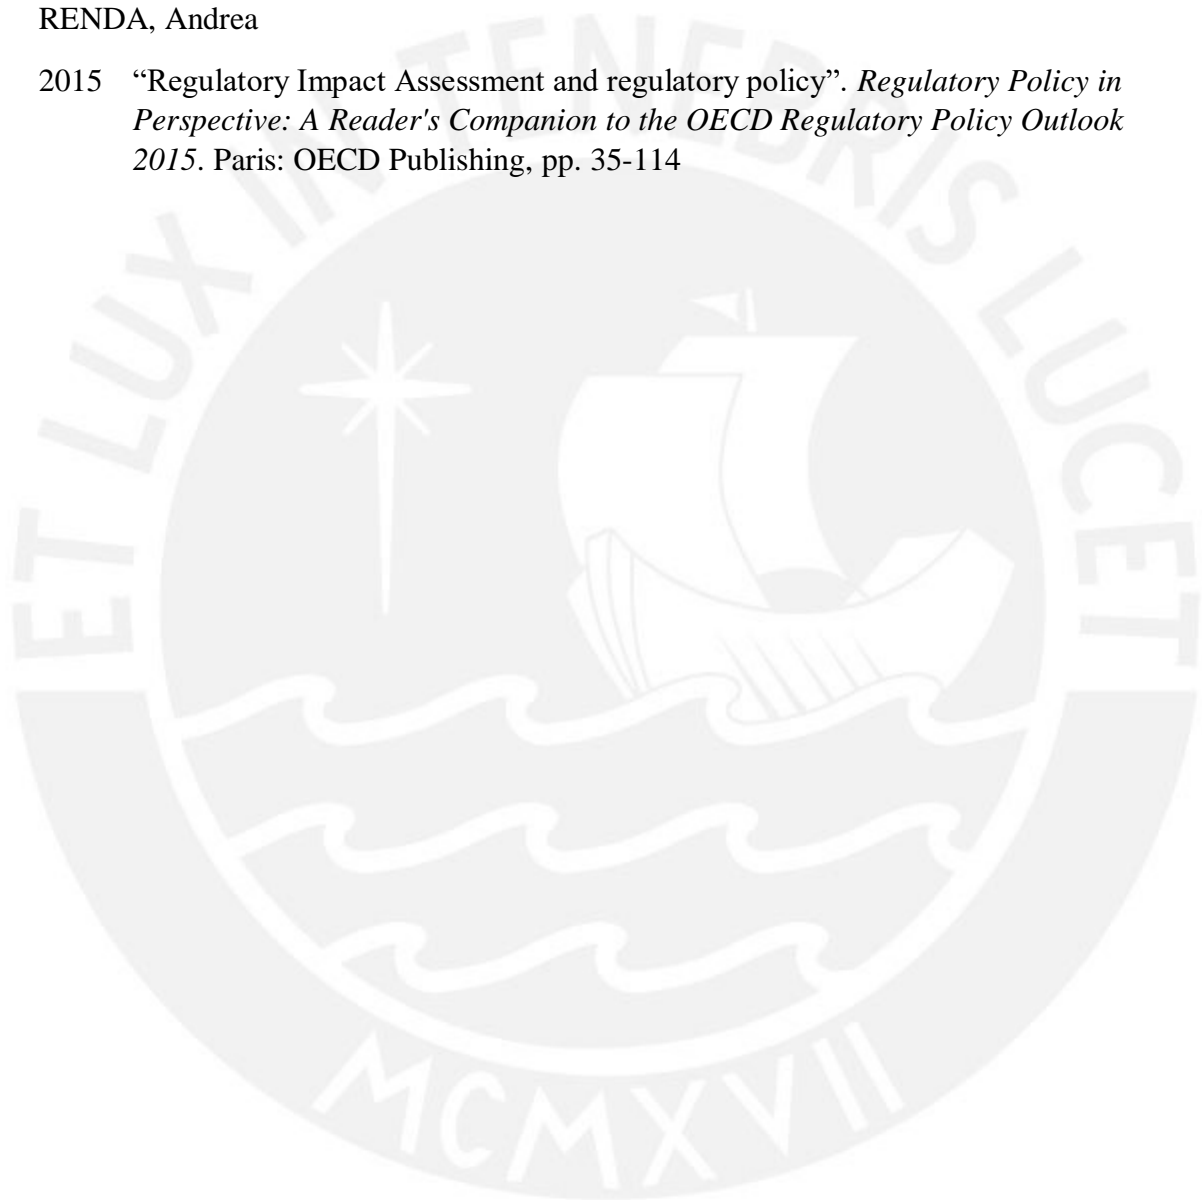 RENDA, Andrea
2015 “Regulatory Impact Assessment and regulatory policy”. Regulatory Policy in
Perspective: A Reader's Companion to the OECD Regulatory Policy Outlook
2015. Paris: OECD Publishing, pp. 35-114
ET LUX IN TENEBRIS LUCET
MCMXVII